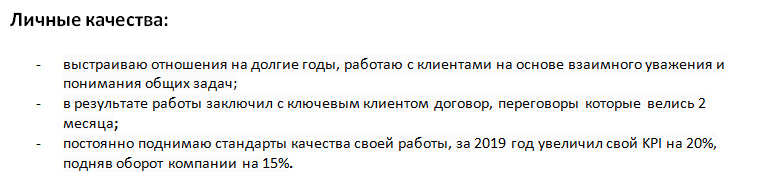 Личные качества:
- выстраиваю отношения на долгие годы, работаю с клиентами на основе взаимного уважения и
понимания общих задач;
- в результате работы заключил с ключевым клиентом договор, переговоры которые велись 2
месяца;
- постоянно поднимаю стандарты качества своей работы, за 2019 год увеличил свой KPI на 20%,
подняв оборот компании на 15%.